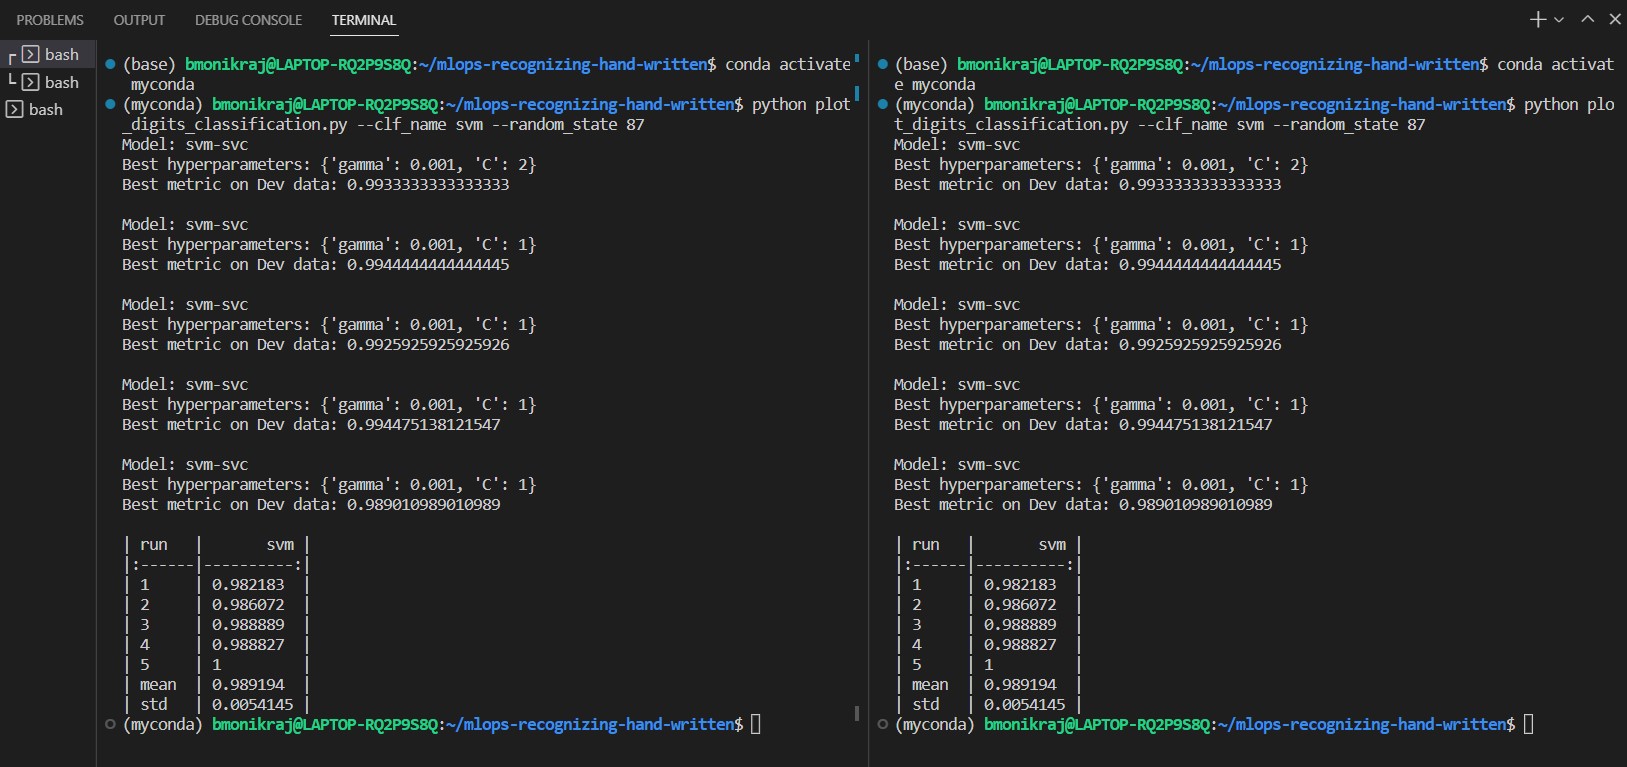 PROBLEMS OUTPUT DEBUG CONSOLE TERMINAL
bash
bash
bash
(base) bmonikraj@LAPTOP-RQ2P9S8Q:~/mlops-recognizing-hand-written$ conda activate
myconda
(myconda) bmonikraj@LAPTOP-RQ2P9S8Q:~/mlops-recognizing-hand-written$ python plot
_digits_classification.py --clf_name svm --random_state 87
Model: svm-svc
Best hyperparameters: {'gamma': 0.001, 'C': 2}
Best metric on Dev data: 0.9933333333333333
Model: svm-svc
Best hyperparameters: {'gamma': 0.001, 'C': 1}
Best metric on Dev data: 0.9944444444444445
Model: svm-svc
Best hyperparameters: {'gamma': 0.001, 'C': 1}
Best metric on Dev data: 0.9925925925925926
Model: svm-svc
Best hyperparameters: {'gamma': 0.001, 'C': 1}
Best metric on Dev data: 0.994475138121547
Model: svm-svc
Best hyperparameters: {'gamma': 0.001, 'C': 1}
Best metric on Dev data: 0.989010989010989
| run   |       svm |
|:------|----------:|
| 1     | 0.982183  |
| 2     | 0.986072  |
| 3     | 0.988889  |
| 4     | 0.988827  |
| 5     | 1         |
| mean  | 0.989194  |
| std   | 0.0054145 |
(myconda) bmonikraj@LAPTOP-RQ2P9S8Q:~/mlops-recognizing-hand-written$
(base) bmonikraj@LAPTOP-RQ2P9S8Q:~/mlops-recognizing-hand-written$ conda activat
e myconda
(myconda) bmonikraj@LAPTOP-RQ2P9S8Q:~/mlops-recognizing-hand-written$ python plo
t_digits_classification.py --clf_name svm --random_state 87
Model: svm-svc
Best hyperparameters: {'gamma': 0.001, 'C': 2}
Best metric on Dev data: 0.9933333333333333
Model: svm-svc
Best hyperparameters: {'gamma': 0.001, 'C': 1}
Best metric on Dev data: 0.9944444444444445
Model: svm-svc
Best hyperparameters: {'gamma': 0.001, 'C': 1}
Best metric on Dev data: 0.9925925925925926
Model: svm-svc
Best hyperparameters: {'gamma': 0.001, 'C': 1}
Best metric on Dev data: 0.994475138121547
Model: svm-svc
Best hyperparameters: {'gamma': 0.001, 'C': 1}
Best metric on Dev data: 0.989010989010989
| run   |       svm |
|:------|----------:|
| 1     | 0.982183  |
| 2     | 0.986072  |
| 3     | 0.988889  |
| 4     | 0.988827  |
| 5     | 1         |
| mean  | 0.989194  |
| std   | 0.0054145 |
(myconda) bmonikraj@LAPTOP-RQ2P9S8Q:~/mlops-recognizing-hand-written$